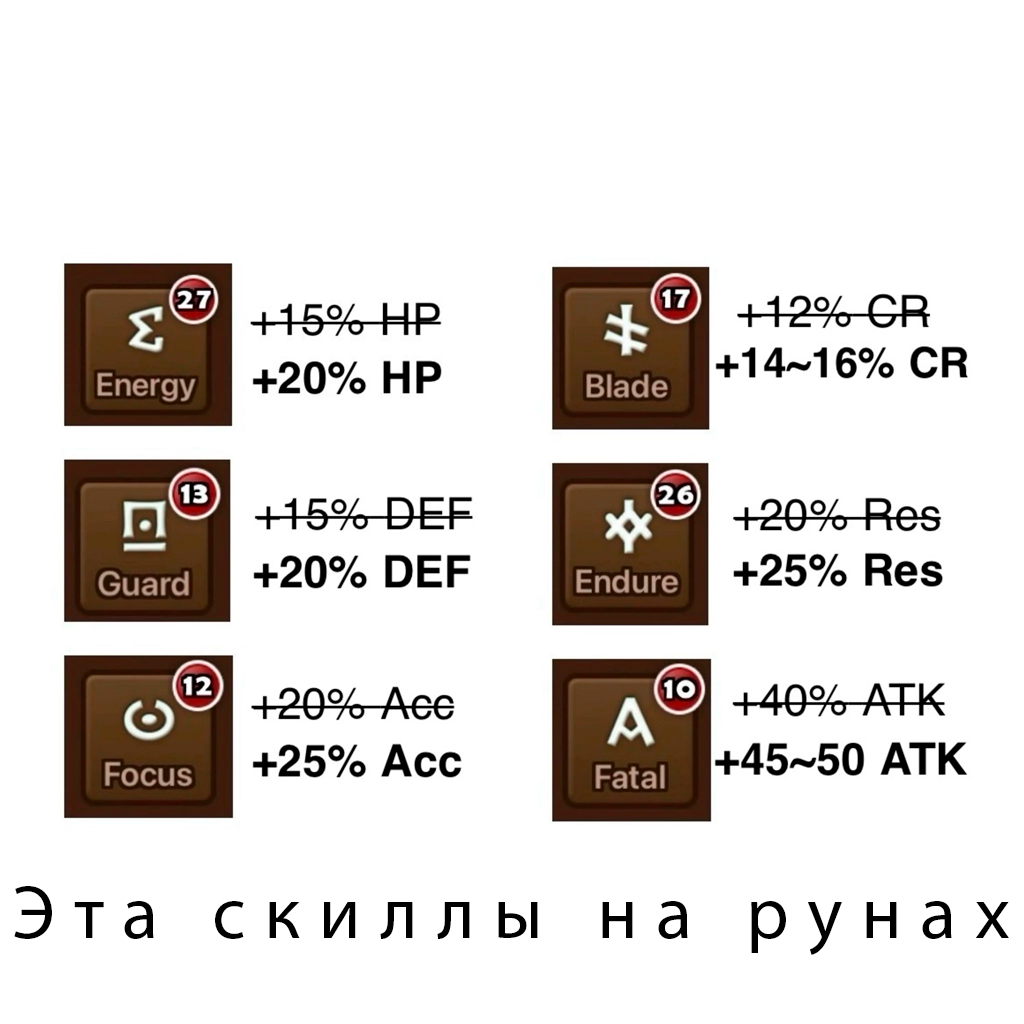 27
Energy
+15% HP
+20% HP
17
Blade
+12% CR
+14~16% CR
13
Guard
+15% DEF
+20% DEF
26
Endure
+20% Res
+25% Res
12
Focus
+20% Acc
+25% Acc
10
Fatal
+40% ATK
+45~50 ATK
Эта скиллы на рунах